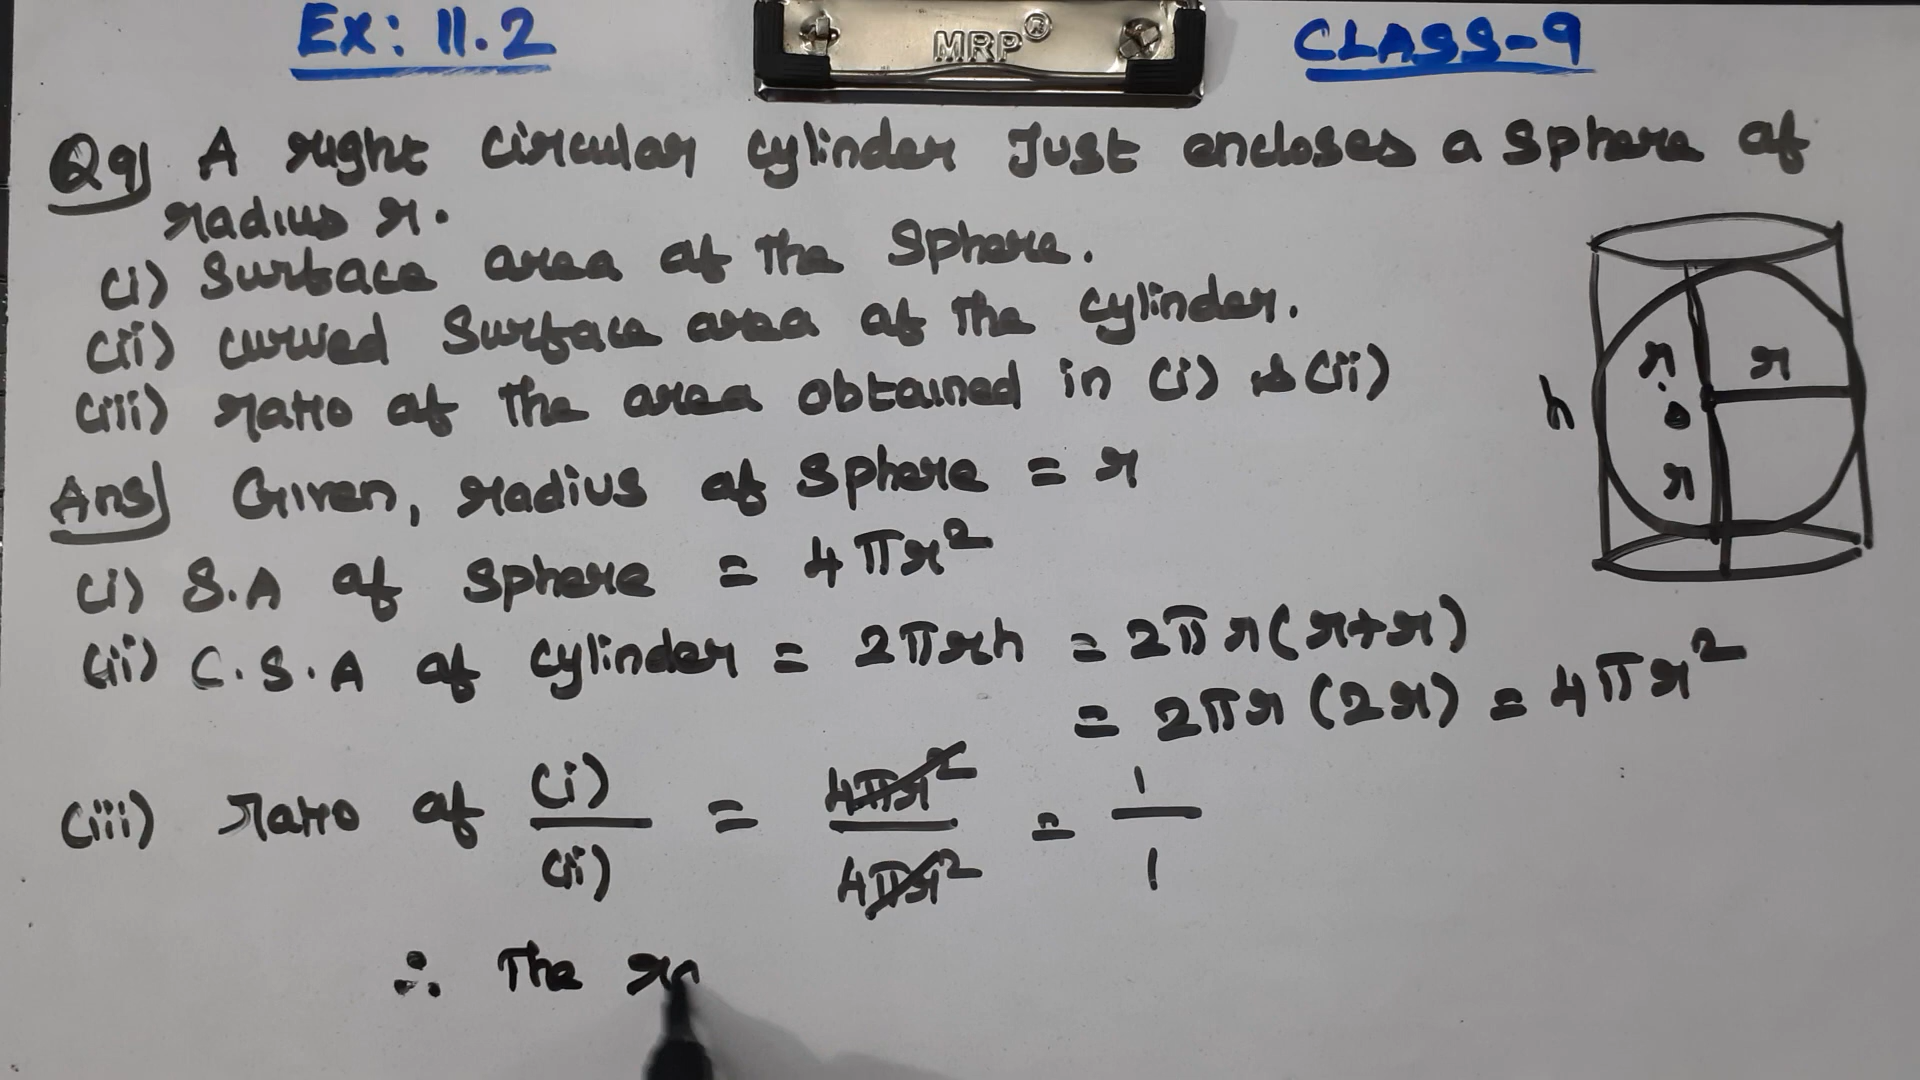 Ex: 11.2
MRP®
CLASS-9
Q9) A right circular cylinder Just encloses a sphere of
radius r.
(i) Surface area of the sphere.
(ii) curved surface area of the cylinder.
(iii) ratio of the area obtained in (i) & (ii)
Ans) Given, radius of sphere = r
(i) S.A of sphere = 4πr²
(ii) C.S.A of cylinder = 2πrh = 2πr(r+r)
= 2πr (2r) = 4πr²
(iii) ratio of (i)/(ii) = 4πr²/4πr² = 1/1
∴ The ra
h
r
r
o
r